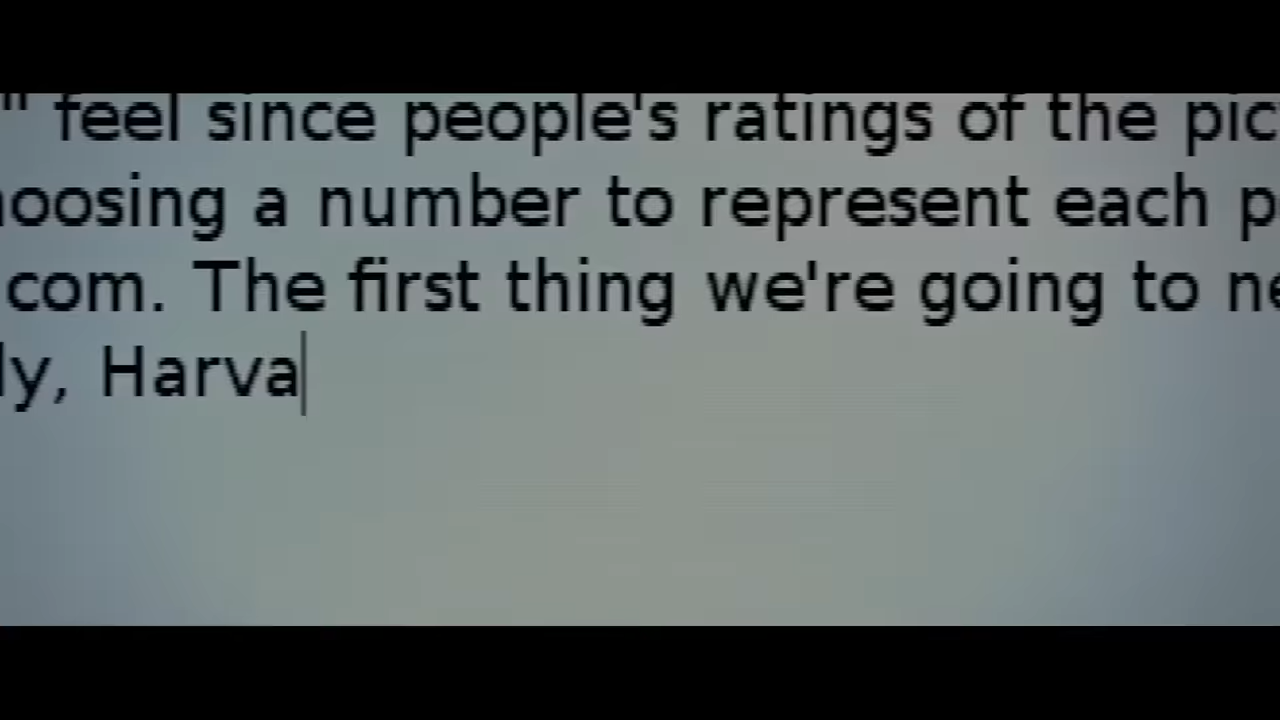 " feel since people's ratings of the pic
hoosing a number to represent each p
com. The first thing we're going to ne
ly, Harva